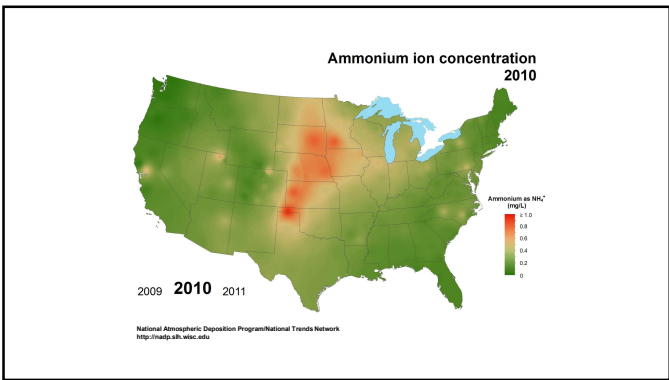 Ammonium ion concentration
2010
Ammonium as NH₄⁺
(mg/L)
≥ 1.0
0.8
0.6
0.4
0.2
0
2009 2010 2011
National Atmospheric Deposition Program/National Trends Network
http://nadp.slh.wisc.edu